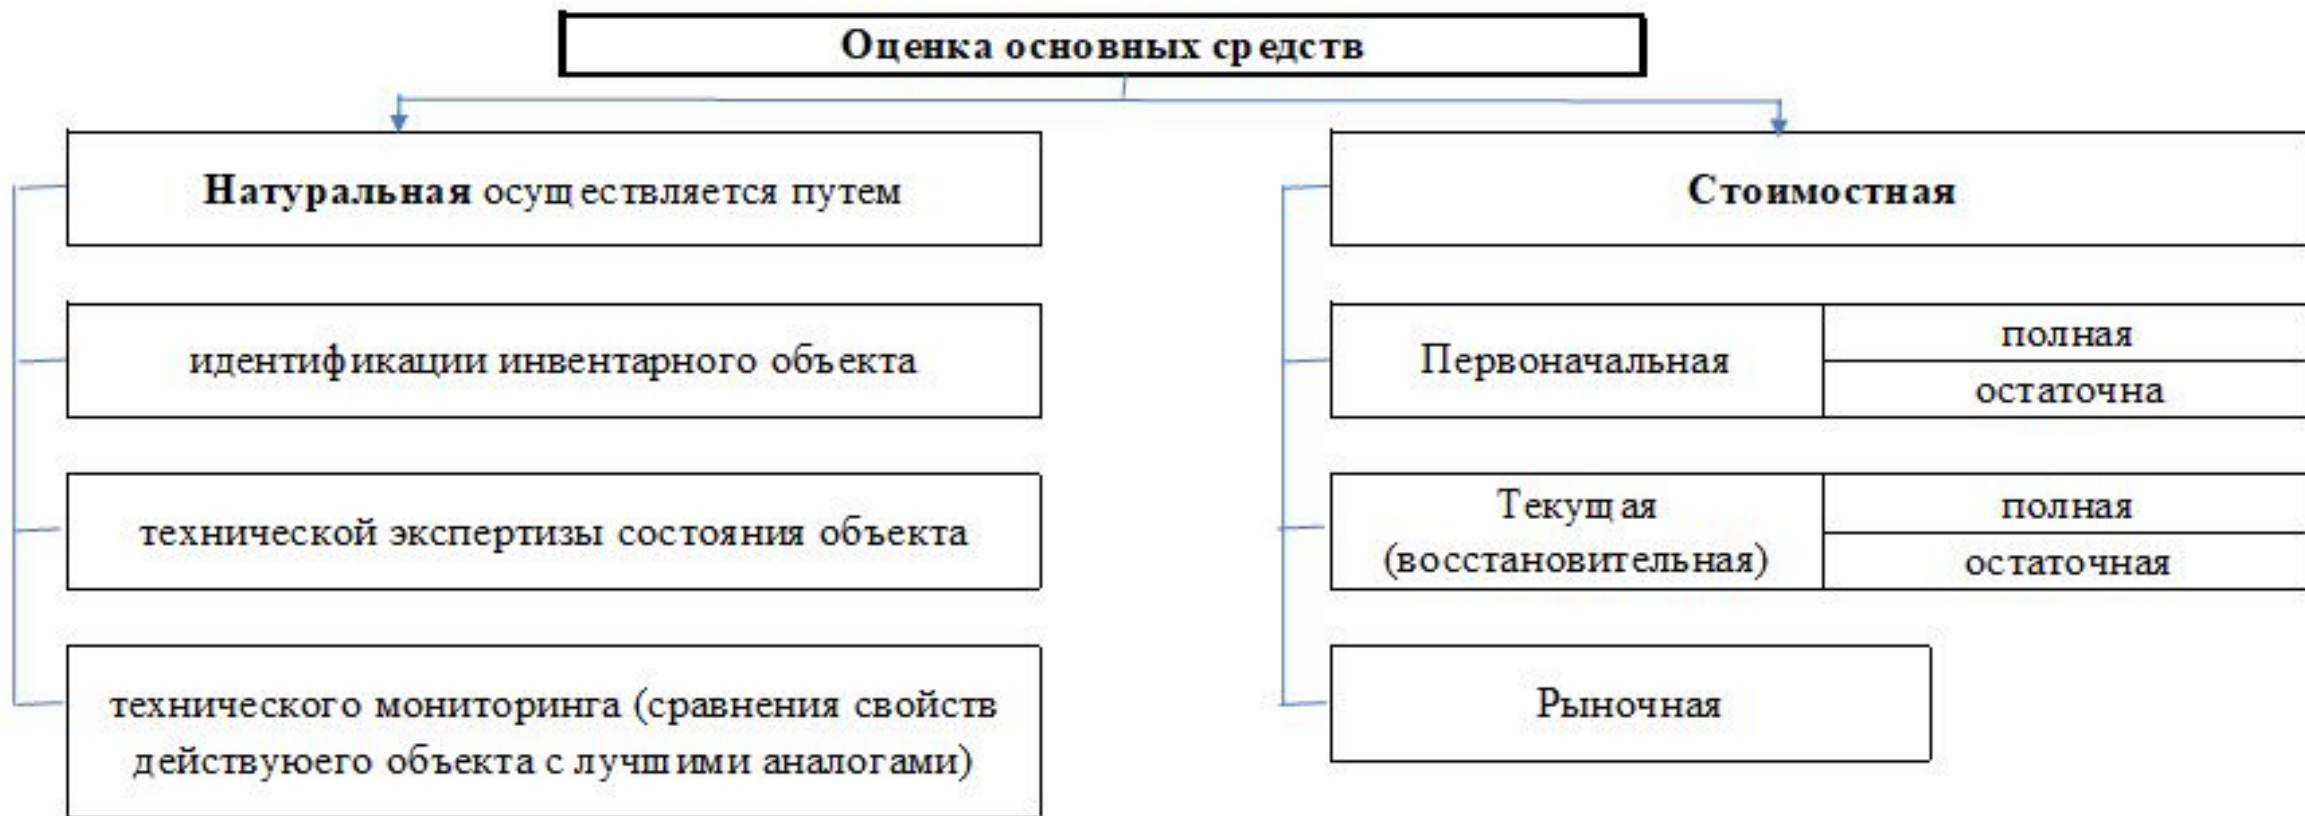 Оценка основных средств
Натуральная осуществляется путем
Стоимостная
идентификации инвентарного объекта
Первоначальная
полная
остаточна
технической экспертизы состояния объекта
Текущая
(восстановительная)
полная
остаточная
технического мониторинга (сравнения свойств
действуюего объекта с лучшими аналогами)
Рыночная